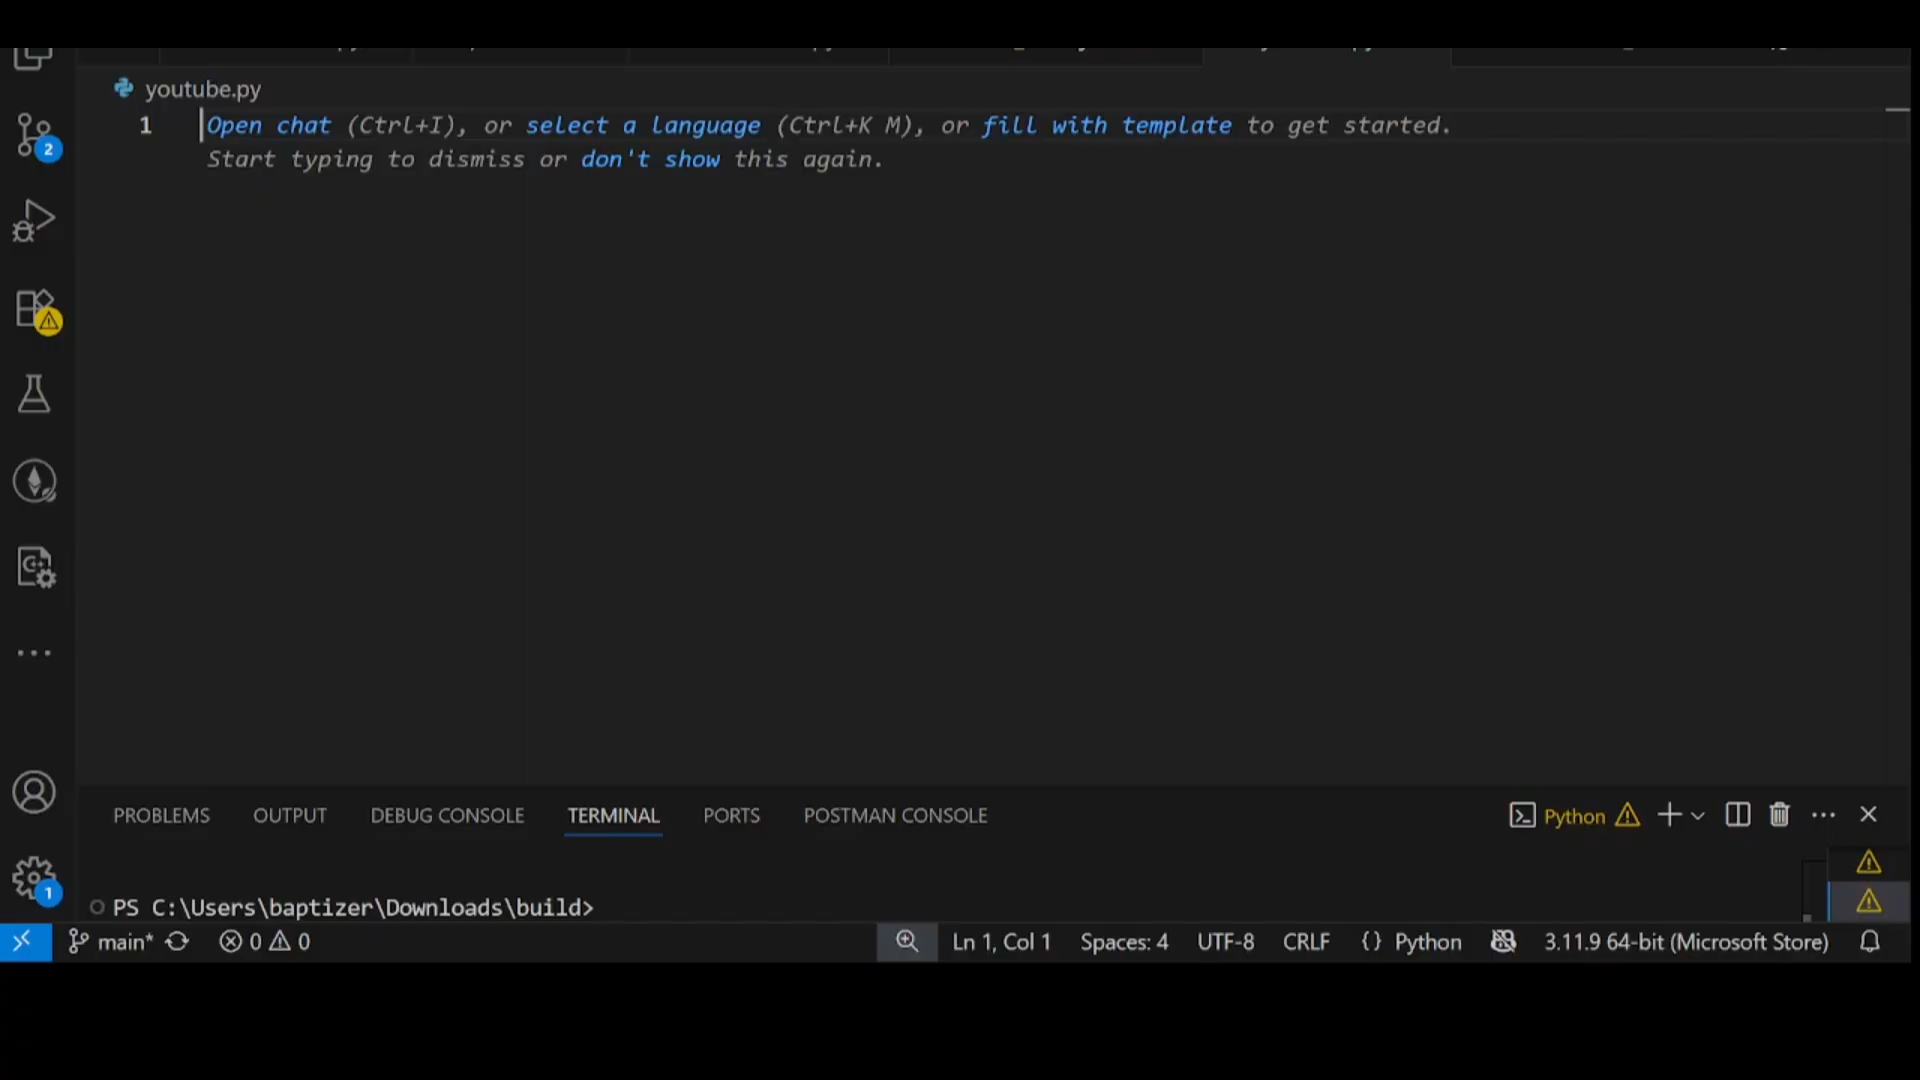 youtube.py
1 Open chat (Ctrl+I), or select a language (Ctrl+K M), or fill with template to get started.
Start typing to dismiss or don't show this again.
2
PROBLEMS OUTPUT DEBUG CONSOLE TERMINAL PORTS POSTMAN CONSOLE Python
PS C:\Users\baptizer\Downloads\build>
1
main* 0 0 Ln 1, Col 1 Spaces: 4 UTF-8 CRLF {} Python 3.11.9 64-bit (Microsoft Store)